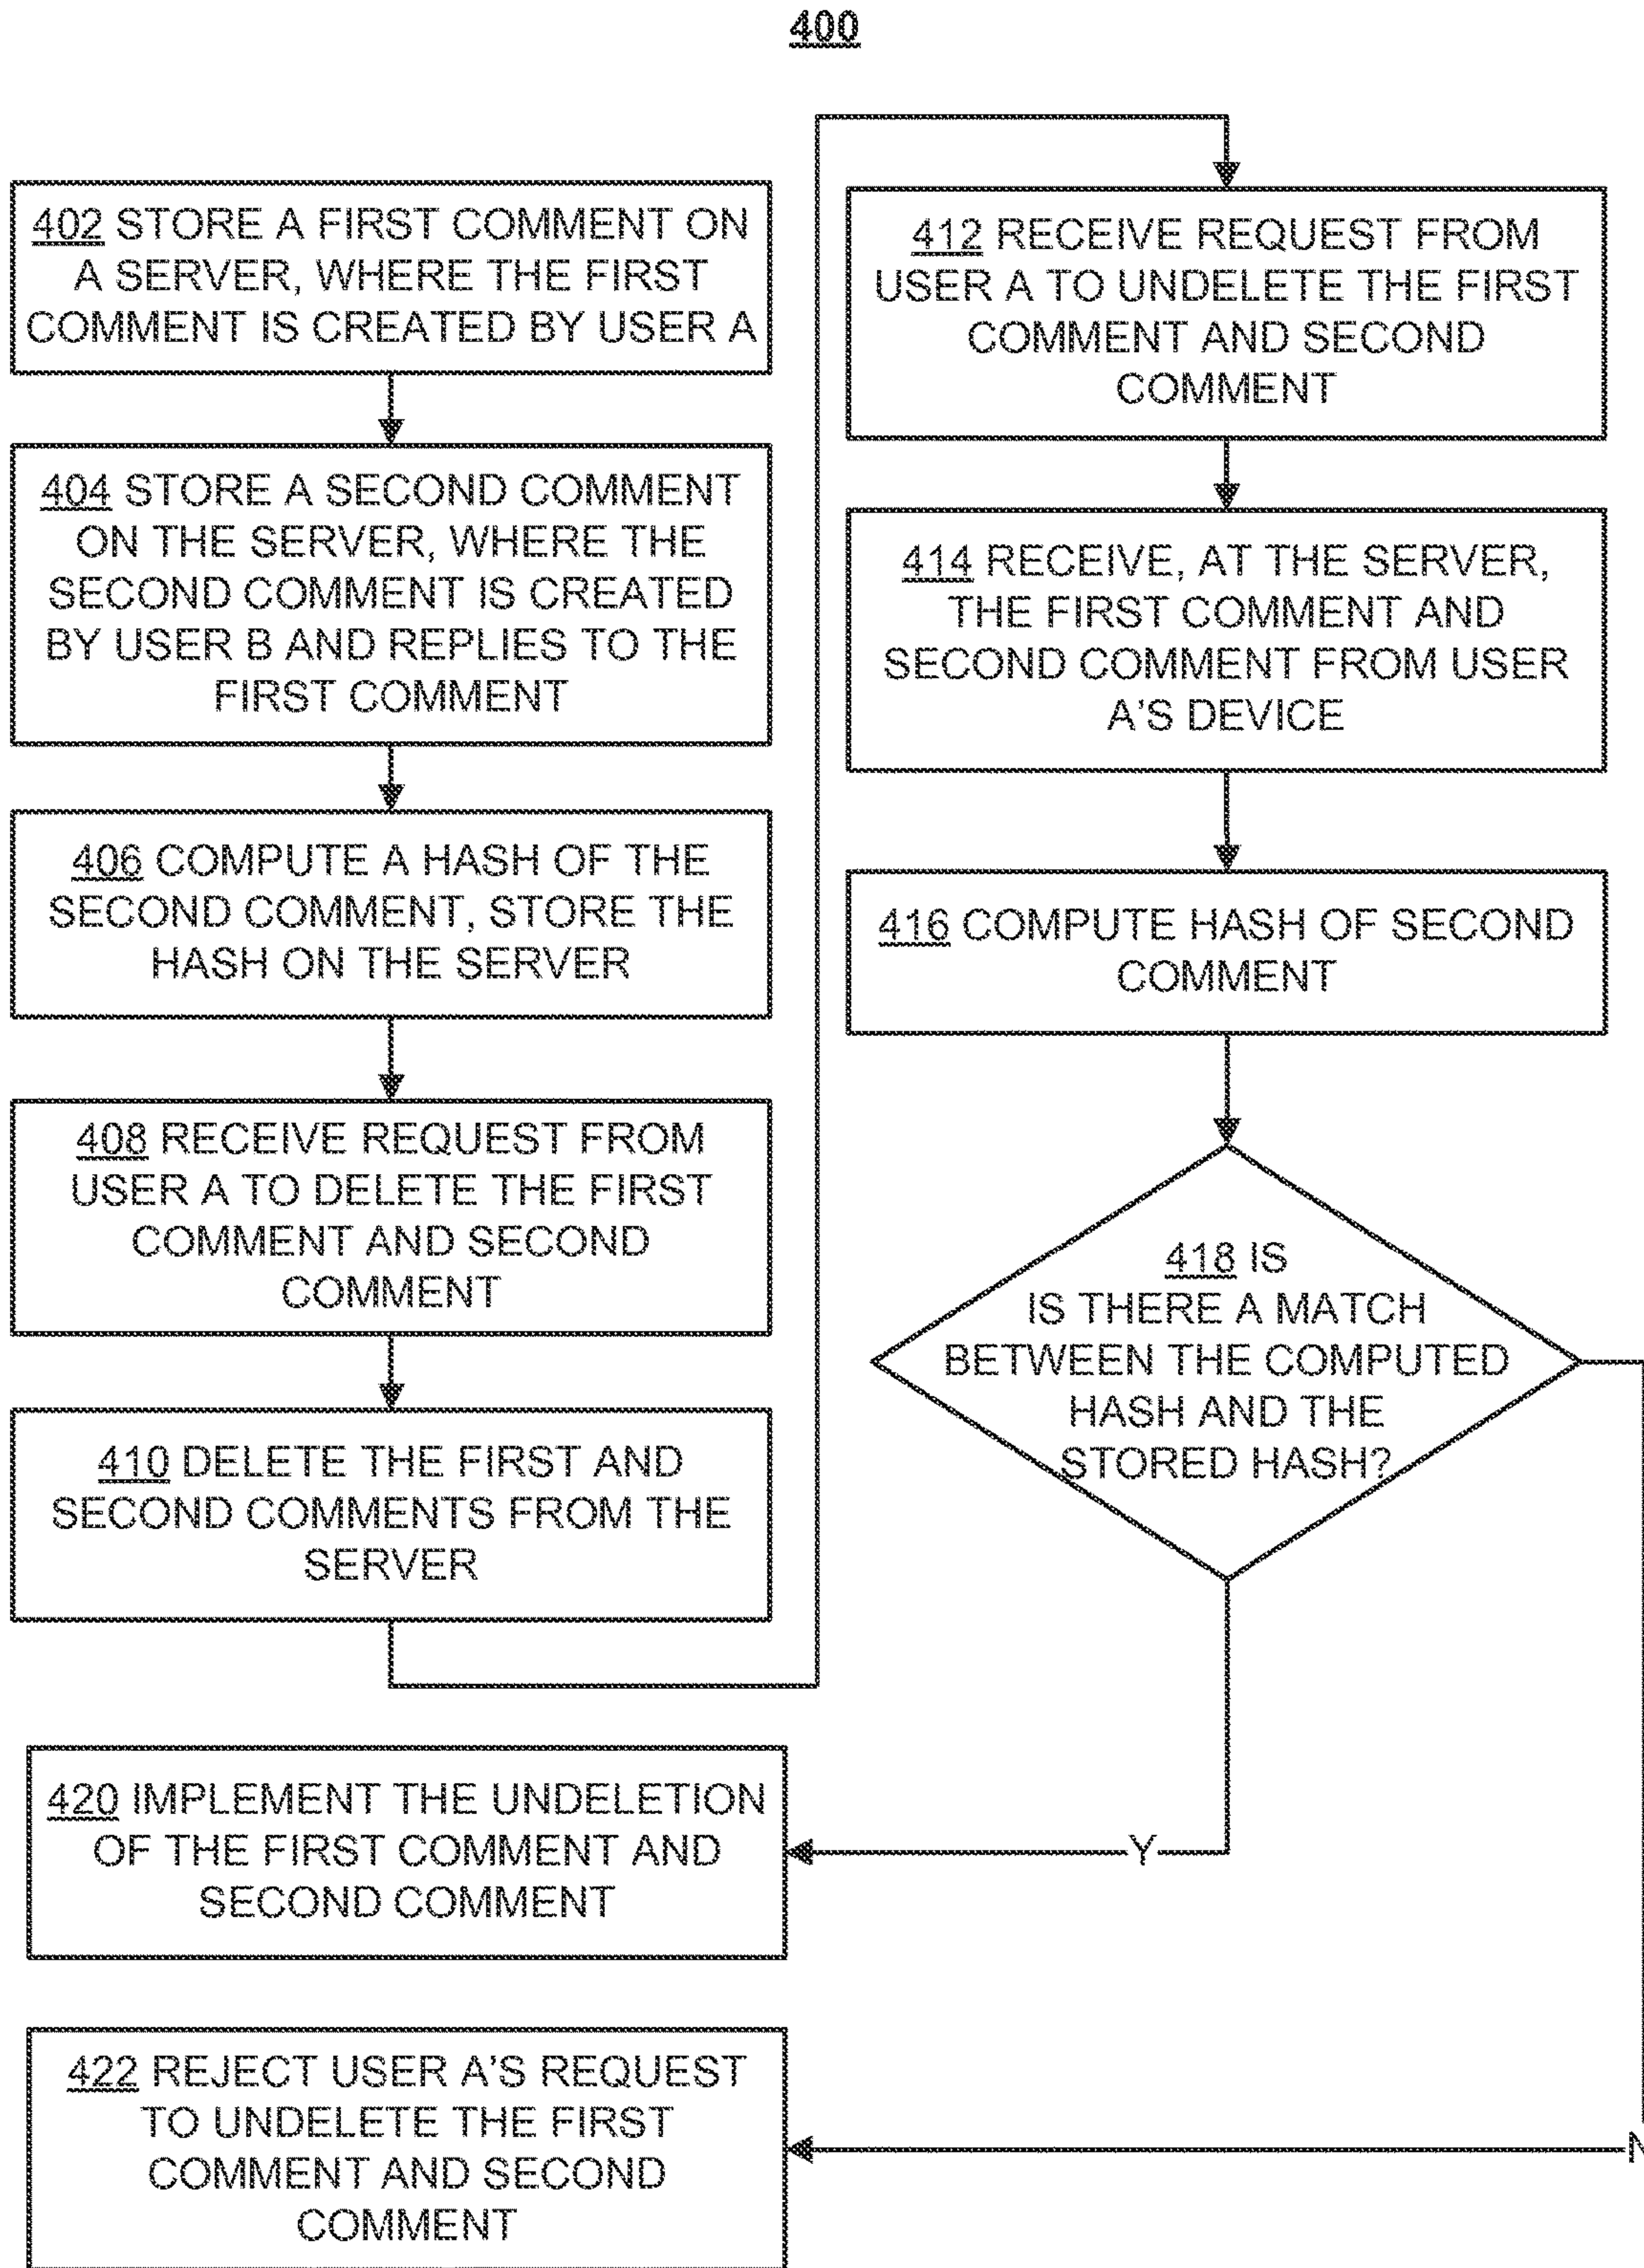 400
402 STORE A FIRST COMMENT ON
A SERVER, WHERE THE FIRST
COMMENT IS CREATED BY USER A
404 STORE A SECOND COMMENT
ON THE SERVER, WHERE THE
SECOND COMMENT IS CREATED
BY USER B AND REPLIES TO THE
FIRST COMMENT
406 COMPUTE A HASH OF THE
SECOND COMMENT, STORE THE
HASH ON THE SERVER
408 RECEIVE REQUEST FROM
USER A TO DELETE THE FIRST
COMMENT AND SECOND
COMMENT
410 DELETE THE FIRST AND
SECOND COMMENTS FROM THE
SERVER
412 RECEIVE REQUEST FROM
USER A TO UNDELETE THE FIRST
COMMENT AND SECOND
COMMENT
414 RECEIVE, AT THE SERVER,
THE FIRST COMMENT AND
SECOND COMMENT FROM USER
A'S DEVICE
416 COMPUTE HASH OF SECOND
COMMENT
418 IS
IS THERE A MATCH
BETWEEN THE COMPUTED
HASH AND THE
STORED HASH?
Y
420 IMPLEMENT THE UNDELETION
OF THE FIRST COMMENT AND
SECOND COMMENT
N
422 REJECT USER A'S REQUEST
TO UNDELETE THE FIRST
COMMENT AND SECOND
COMMENT